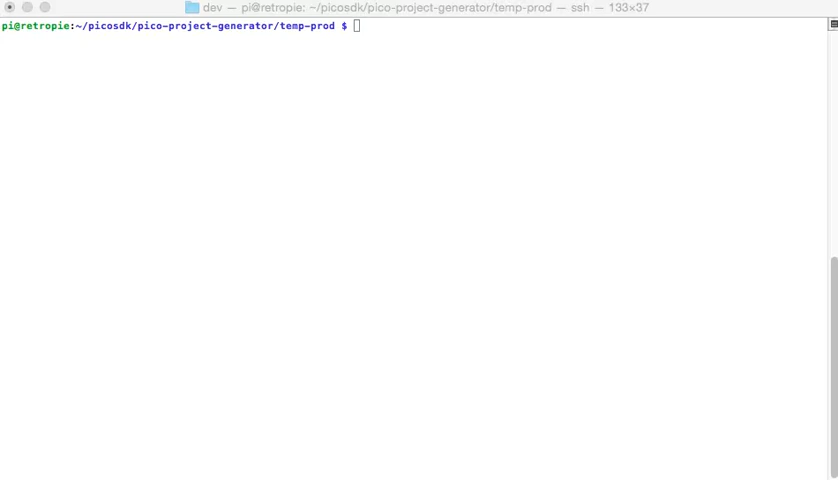 dev — pi@retropie: ~/picosdk/pico-project-generator/temp-prod — ssh — 133×37
pi@retropie:~/picosdk/pico-project-generator/temp-prod $